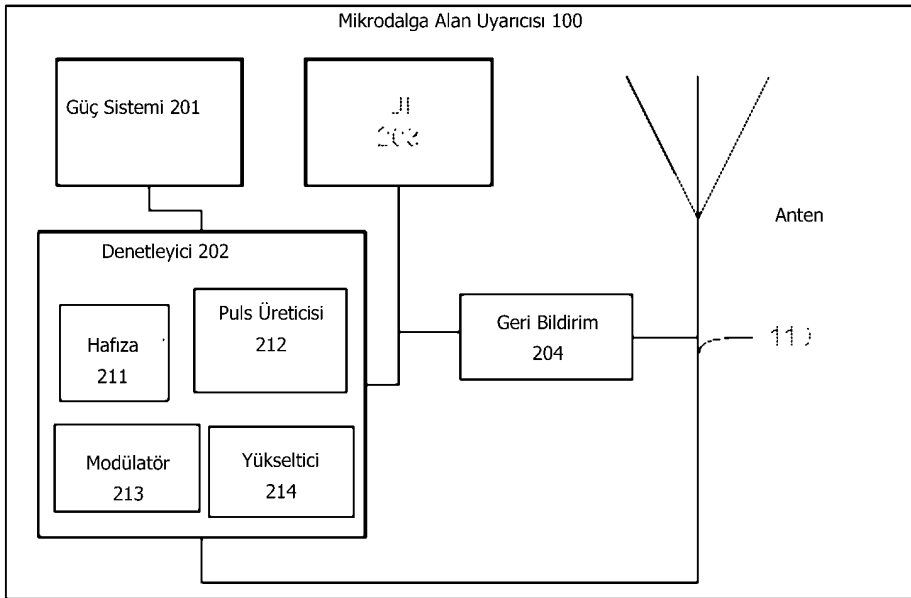 Mikrodalga Alan Uyarıcısı 100
Güç Sistemi 201
203
Anten
Denetleyici 202
Puls Üreticisi
212
Hafıza
211
Geri Bildirim
204
Modülatör
213
Yükseltici
214